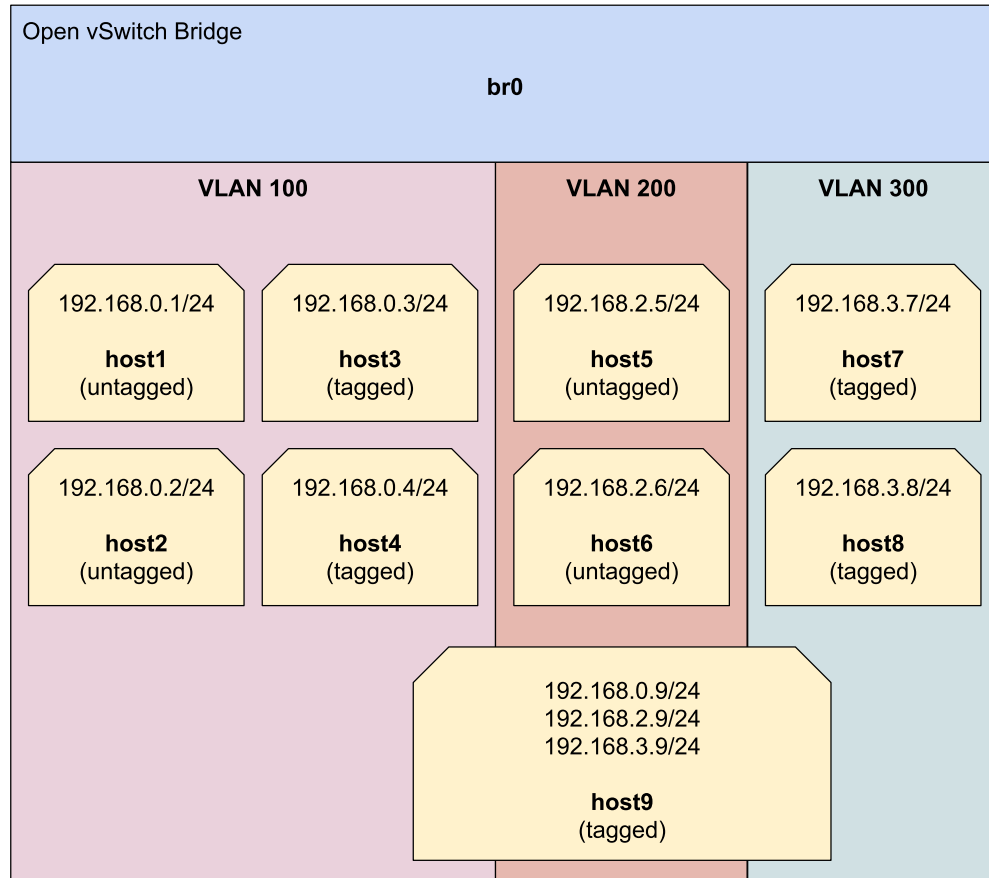 Open vSwitch Bridge
br0
VLAN 100
VLAN 200
VLAN 300
192.168.0.1/24
host1
(untagged)
192.168.0.3/24
host3
(tagged)
192.168.2.5/24
host5
(untagged)
192.168.3.7/24
host7
(tagged)
192.168.0.2/24
host2
(untagged)
192.168.0.4/24
host4
(tagged)
192.168.2.6/24
host6
(untagged)
192.168.3.8/24
host8
(tagged)
192.168.0.9/24
192.168.2.9/24
192.168.3.9/24
host9
(tagged)